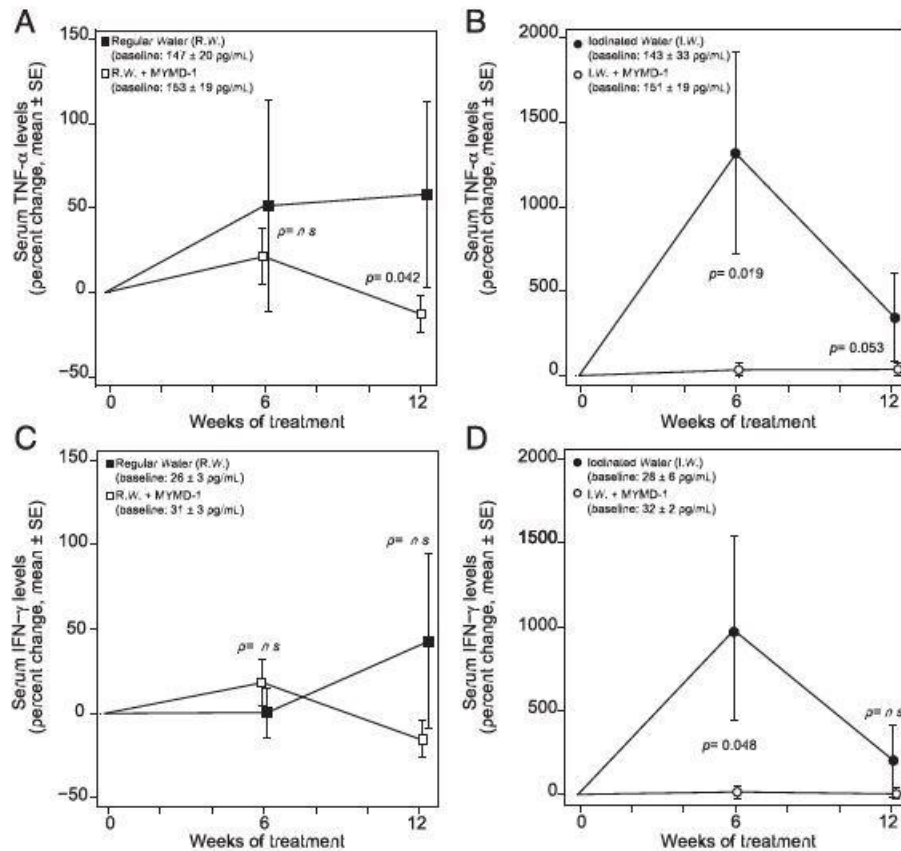 A
Serum TNF-α levels
(percent change, mean ± SE)
150
100
50
0
−50
Regular Water (R.W.)
(baseline: 147 ± 20 pg/mL)
R.W. + MYMD-1
(baseline: 153 ± 19 pg/mL)
p= n s
p= 0.042
0 6 12
Weeks of treatment
B
Serum TNF-α levels
(percent change, mean ± SE)
2000
1500
1000
500
0
Iodinated Water (I.W.)
(baseline: 143 ± 33 pg/mL)
I.W. + MYMD-1
(baseline: 151 ± 19 pg/mL)
p= 0.019
p= 0.053
0 6 12
Weeks of treatment
C
Serum IFN−γ levels
(percent change, mean ± SE)
150
100
50
0
−50
Regular Water (R.W.)
(baseline: 26 ± 3 pg/mL)
R.W. + MYMD-1
(baseline: 31 ± 3 pg/mL)
p= n s
p= n s
0 6 12
Weeks of treatment
D
Serum IFN−γ levels
(percent change, mean ± SE)
2000
1500
1000
500
0
Iodinated Water (I.W.)
(baseline: 28 ± 6 pg/mL)
I.W. + MYMD-1
(baseline: 32 ± 2 pg/mL)
p= 0.048
p= n s
0 6 12
Weeks of treatment